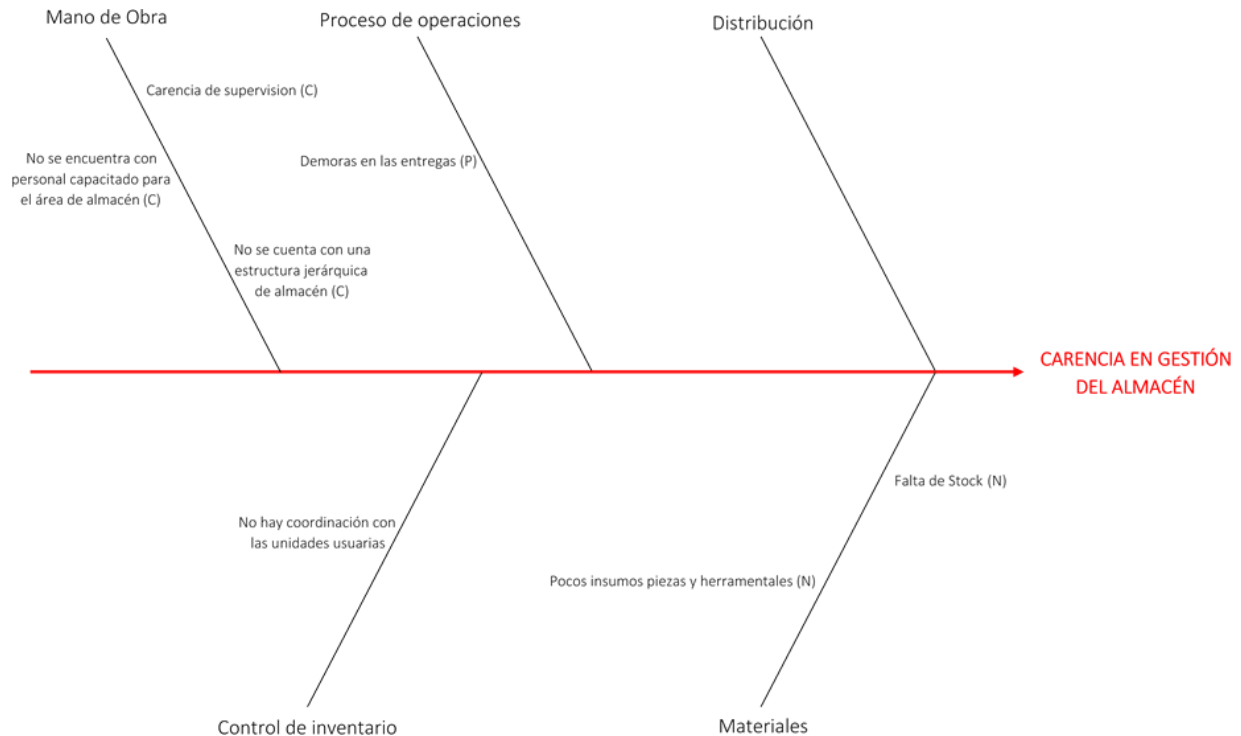 Mano de Obra
Proceso de operaciones
Distribución
Carencia de supervision (C)
No se encuentra con
personal capacitado para
el área de almacén (C)
Demoras en las entregas (P)
No se cuenta con una
estructura jerárquica
de almacén (C)
CARENCIA EN GESTIÓN
DEL ALMACÉN
Falta de Stock (N)
No hay coordinación con
las unidades usuarias
Pocos insumos piezas y herramentales (N)
Control de inventario
Materiales